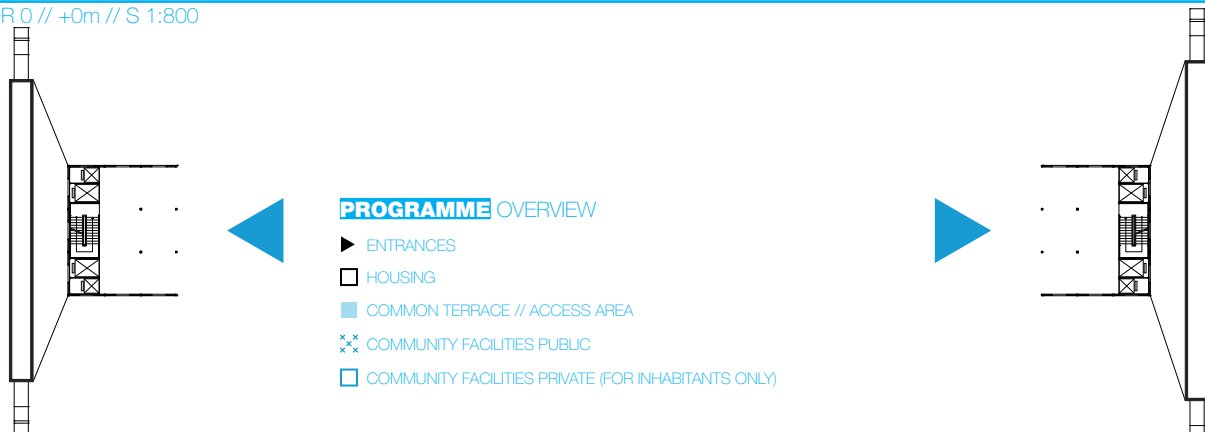 R 0 // +0m // S 1:800
PROGRAMME OVERVIEW
ENTRANCES
HOUSING
COMMON TERRACE // ACCESS AREA
COMMUNITY FACILITIES PUBLIC
COMMUNITY FACILITIES PRIVATE (FOR INHABITANTS ONLY)